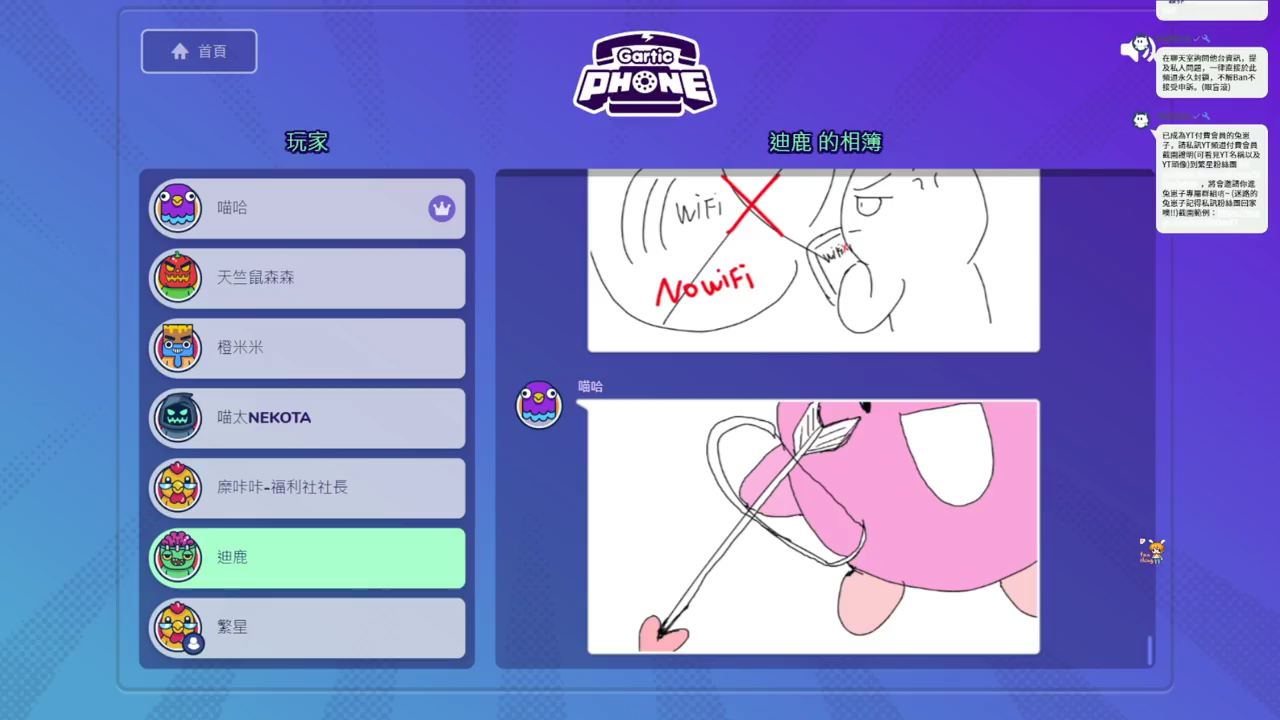 首頁
Gartic
PHONE
玩家
迪鹿 的相簿
喵哈
天竺鼠森森
橙米米
喵太NEKOTA
糜咔咔-福利社社長
迪鹿
繁星
WiFi
WiFi
NoWiFi
喵哈
在聊天室詢問他台資訊，提
及私人問題，一律直接於此
頻道永久封鎖，不解Ban不
接受申訴。(眼盲滾)
已成為YT付費會員的兔崽
子，請私訊YT頻道付費會員
截圖證明(可看見YT名稱以及
YT頭像)到繁星粉絲團
，將會邀請你進
兔崽子專屬群組唷~(迷路的
兔崽子記得私訊粉絲團回家
噢!!)截圖範例：